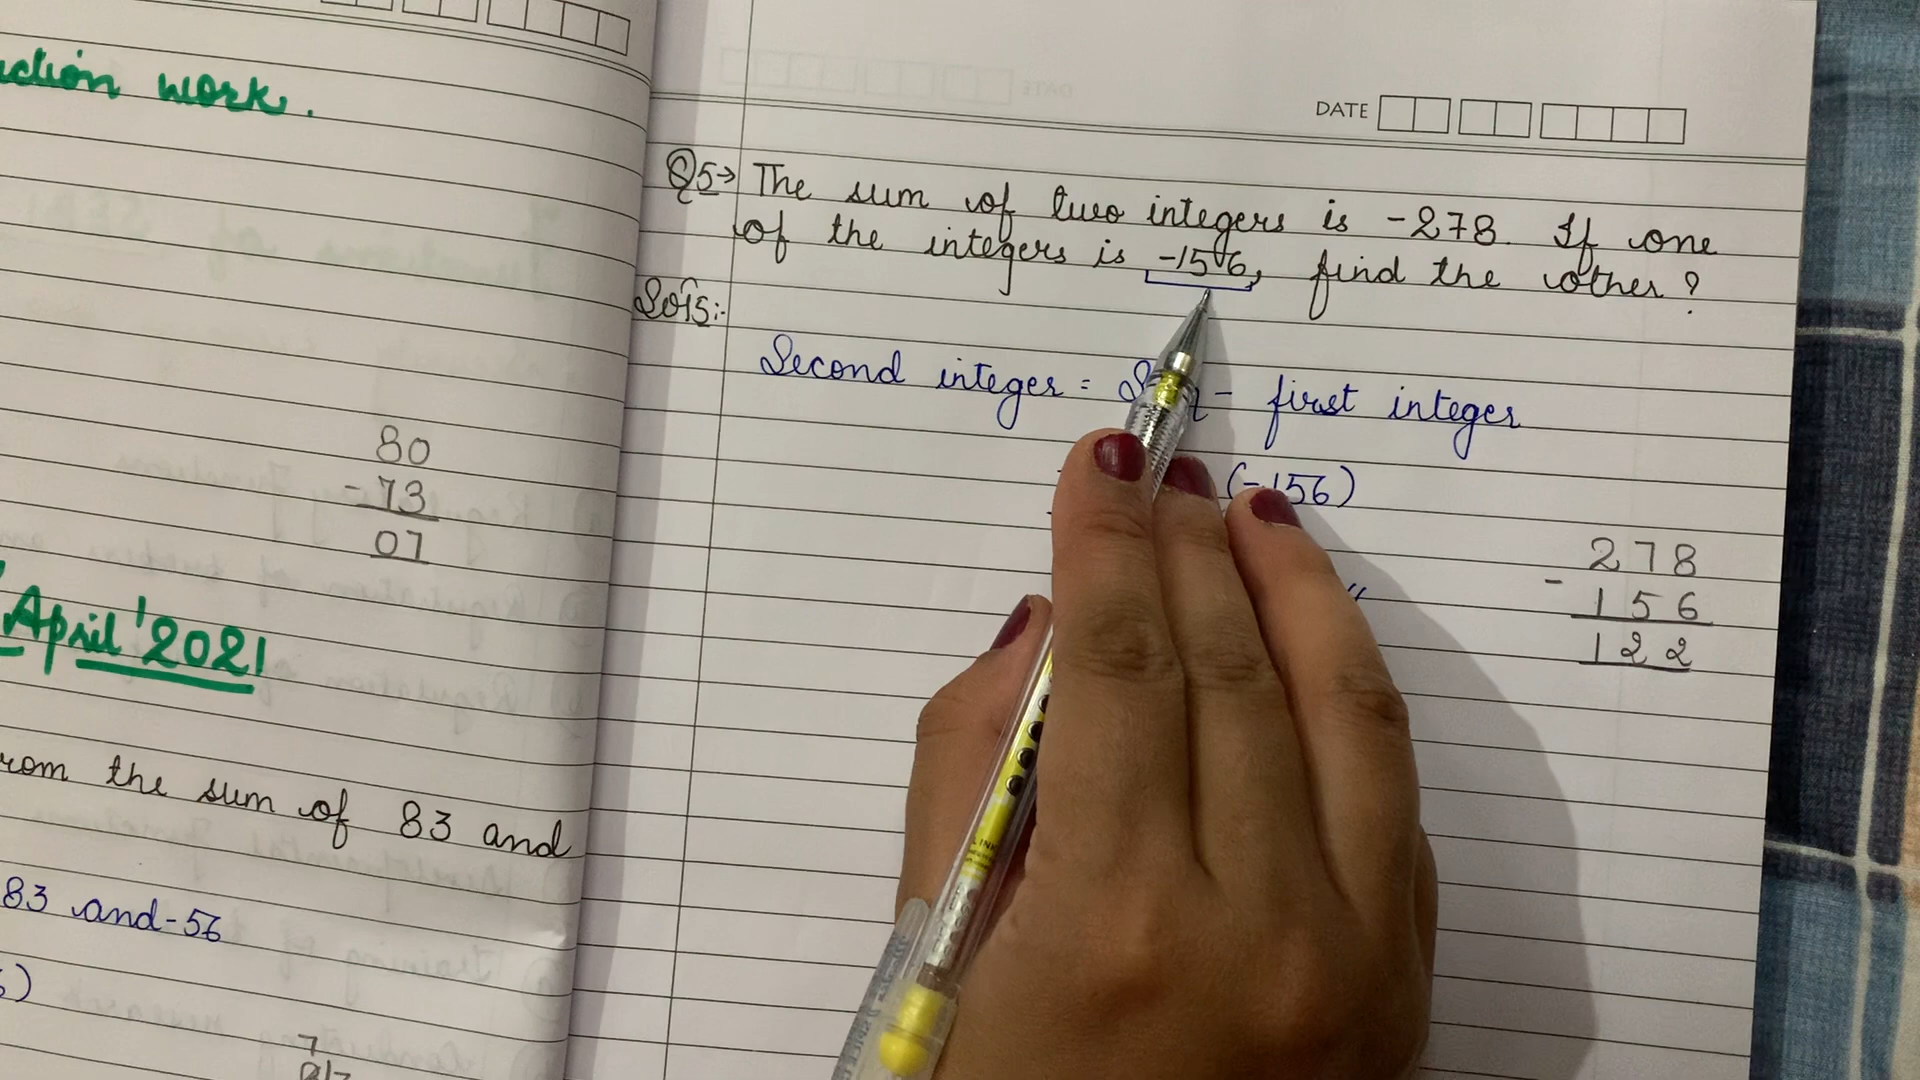 ction work.
80
- 73
07
April '2021
rom the sum of 83 and
83 and -56
7
DATE
Q5→ The sum of two integers is -278. If one
of the integers is -156, find the other?
Soln5:-
Second integer = - first integer
(-156)
278
- 156
122